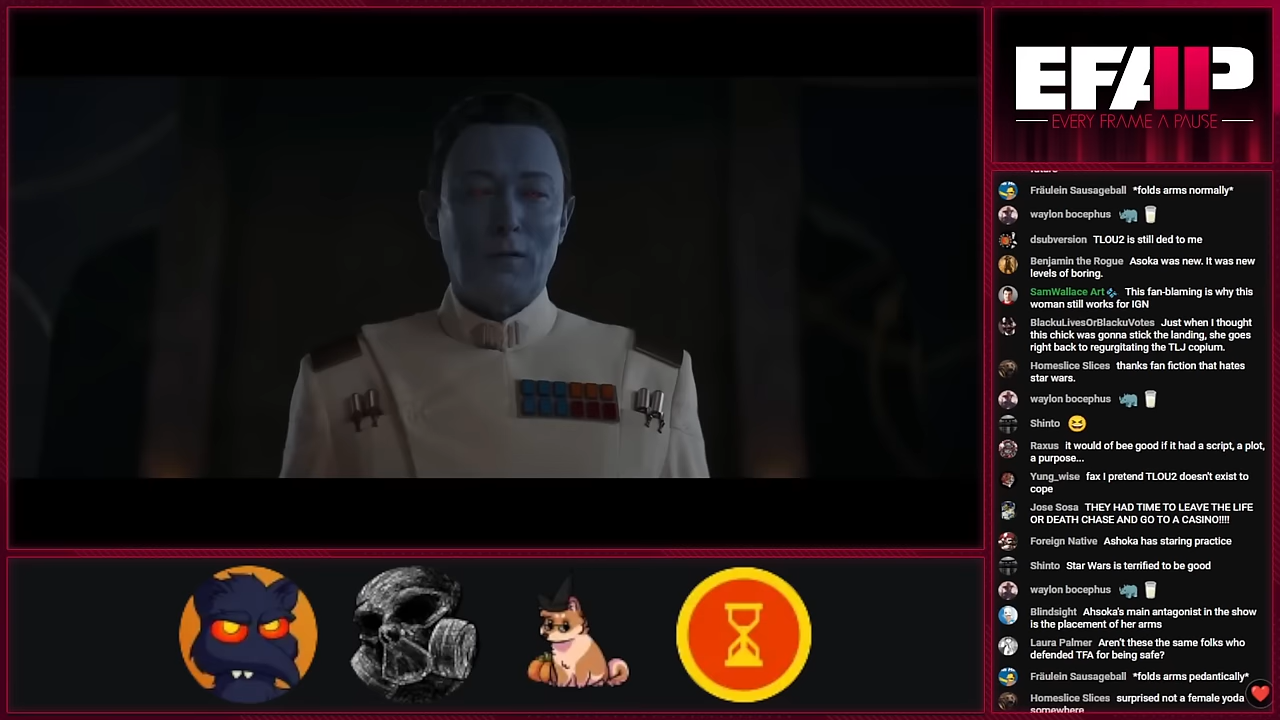 EFAP
EVERY FRAME A PAUSE
future
Fräulein Sausageball *folds arms normally*
waylon bocephus
dsubversion TLOU2 is still ded to me
Benjamin the Rogue Asoka was new. It was new
levels of boring.
SamWallace Art This fan-blaming is why this
woman still works for IGN
BlackuLivesOrBlackuVotes Just when I thought
this chick was gonna stick the landing, she goes
right back to regurgitating the TLJ copium.
Homeslice Slices thanks fan fiction that hates
star wars.
waylon bocephus
Shinto
Raxus it would of bee good if it had a script, a plot,
a purpose...
Yung_wise fax I pretend TLOU2 doesn't exist to
cope
Jose Sosa THEY HAD TIME TO LEAVE THE LIFE
OR DEATH CHASE AND GO TO A CASINO!!!!
Foreign Native Ashoka has staring practice
Shinto Star Wars is terrified to be good
waylon bocephus
Blindsight Ahsoka's main antagonist in the show
is the placement of her arms
Laura Palmer Aren't these the same folks who
defended TFA for being safe?
Fräulein Sausageball *folds arms pedantically*
Homeslice Slices surprised not a female yoda
somewhere